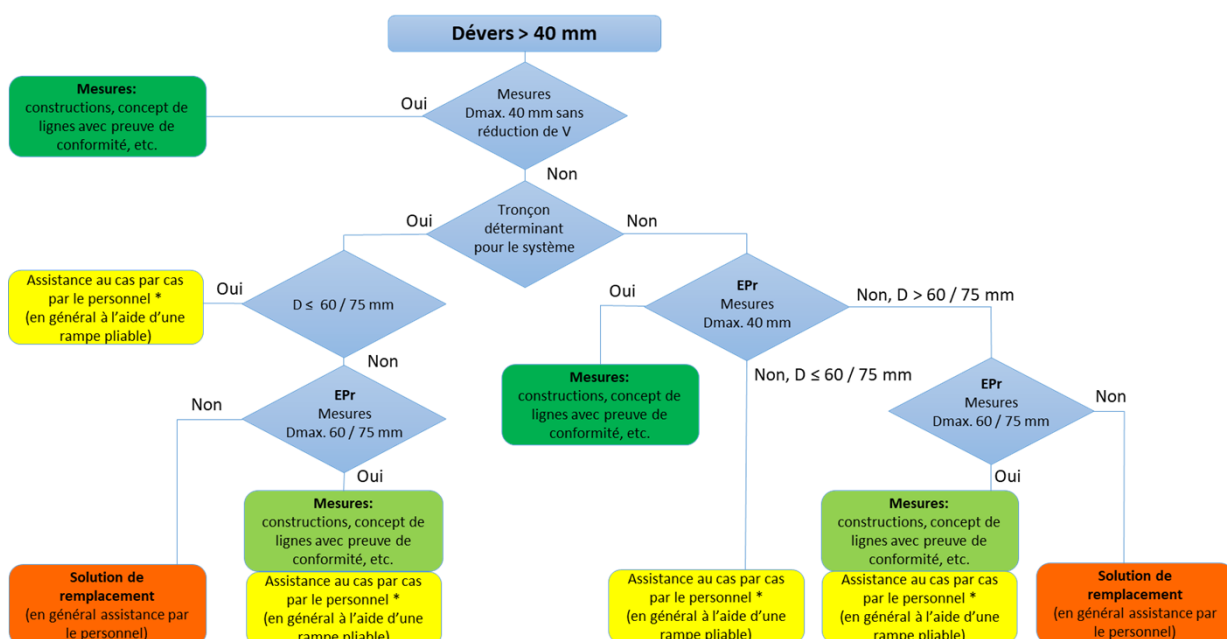 Dévers > 40 mm
Mesures
Dmax. 40 mm sans
réduction de V
Oui
Mesures:
constructions, concept de
lignes avec preuve de
conformité, etc.
Non
Tronçon
déterminant
pour le système
Oui
Non
D ≤ 60 / 75 mm
Oui
Assistance au cas par cas
par le personnel *
(en général à l’aide d’une
rampe pliable)
Non
EPr
Mesures
Dmax. 60 / 75 mm
Non
Oui
Solution de
remplacement
(en général assistance par
le personnel)
Mesures:
constructions, concept de
lignes avec preuve de
conformité, etc.
Assistance au cas par cas
par le personnel *
(en général à l’aide d’une
rampe pliable)
EPr
Mesures
Dmax. 40 mm
Oui
Mesures:
constructions, concept de
lignes avec preuve de
conformité, etc.
Non, D > 60 / 75 mm
Non, D ≤ 60 / 75 mm
Assistance au cas par cas
par le personnel *
(en général à l’aide d’une
rampe pliable)
EPr
Mesures
Dmax. 60 / 75 mm
Non
Oui
Mesures:
constructions, concept de
lignes avec preuve de
conformité, etc.
Assistance au cas par cas
par le personnel *
(en général à l’aide d’une
rampe pliable)
Solution de
remplacement
(en général assistance par
le personnel)